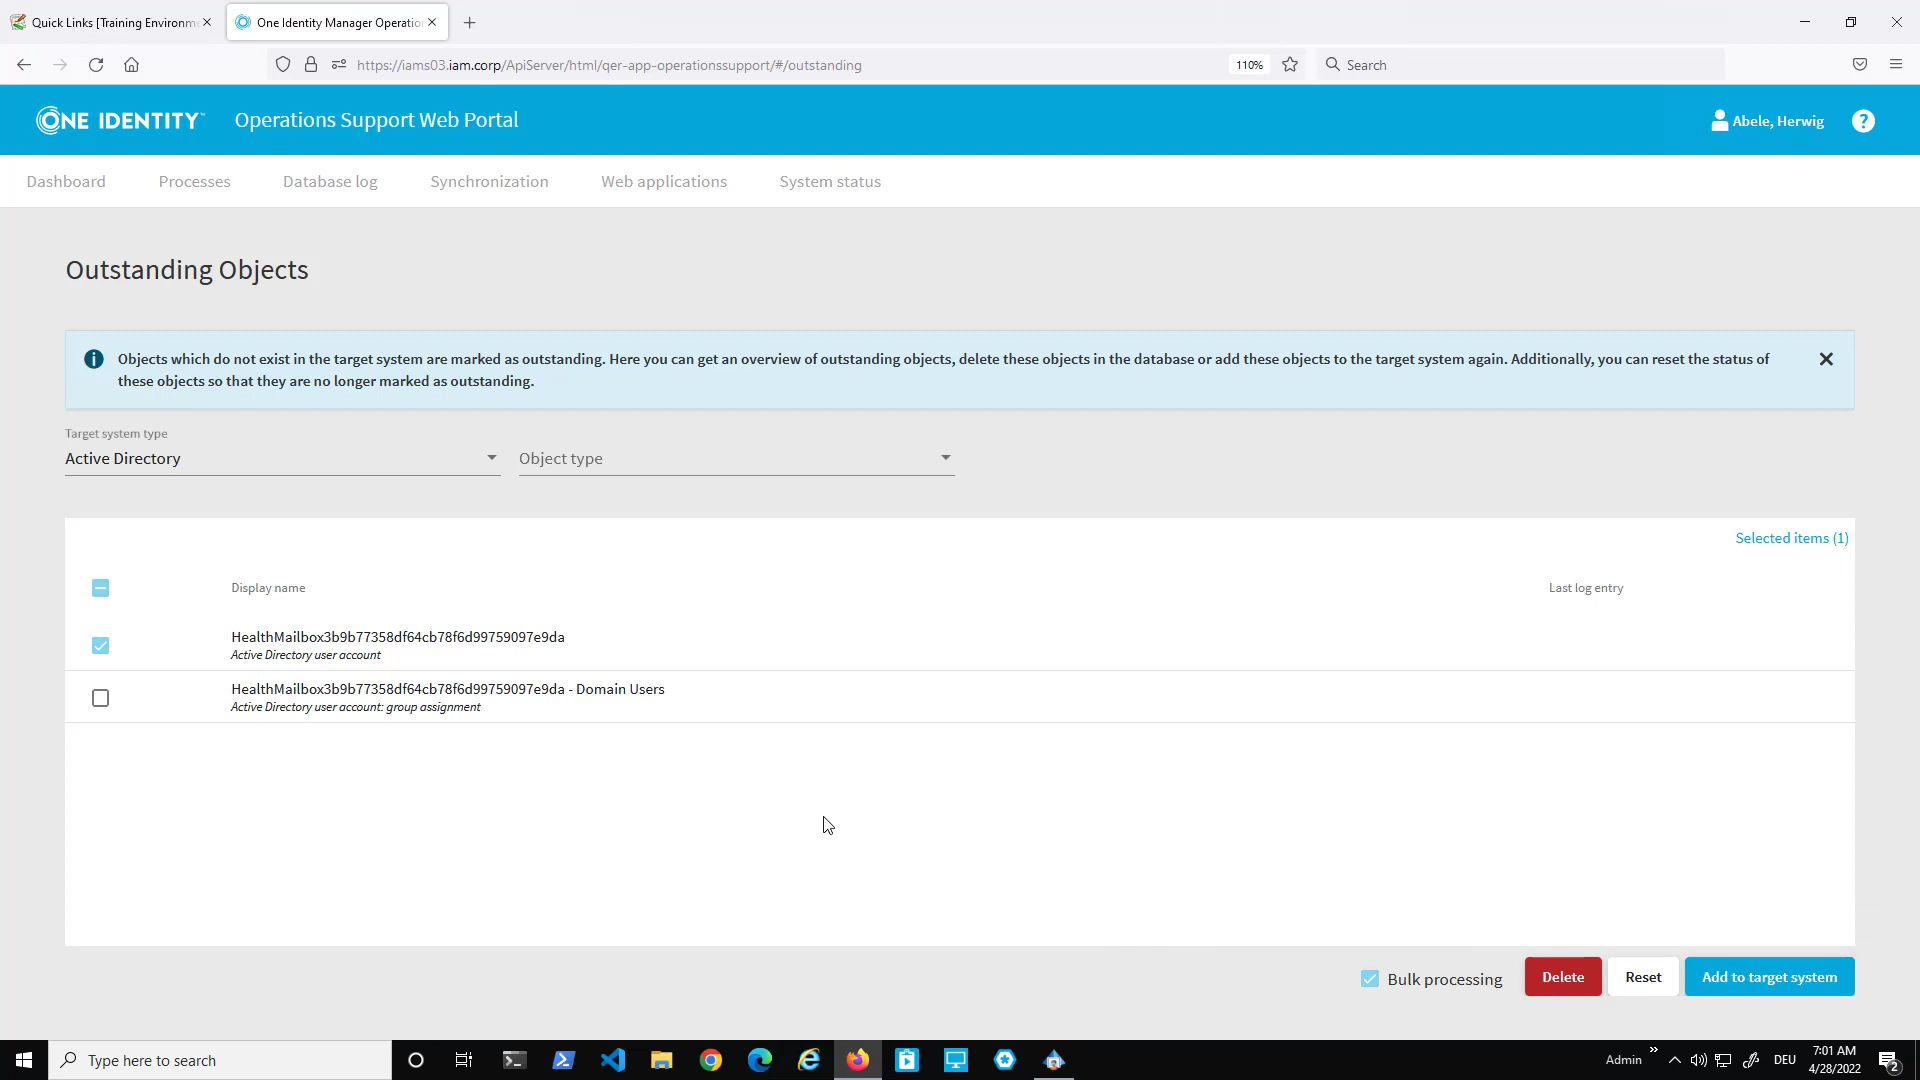 Quick Links [Training Environme
One Identity Manager Operatio
https://iams03.iam.corp/ApiServer/html/qer-app-operationssupport/#/outstanding
110%
Search
ONE IDENTITY
Operations Support Web Portal
Abele, Herwig
Dashboard
Processes
Database log
Synchronization
Web applications
System status
Outstanding Objects
Objects which do not exist in the target system are marked as outstanding. Here you can get an overview of outstanding objects, delete these objects in the database or add these objects to the target system again. Additionally, you can reset the status of
these objects so that they are no longer marked as outstanding.
Target system type
Active Directory
Object type
Selected items (1)
Display name
Last log entry
HealthMailbox3b9b77358df64cb78f6d99759097e9da
Active Directory user account
HealthMailbox3b9b77358df64cb78f6d99759097e9da - Domain Users
Active Directory user account: group assignment
Bulk processing
Delete
Reset
Add to target system
Type here to search
Admin
DEU
7:01 AM
4/28/2022
2